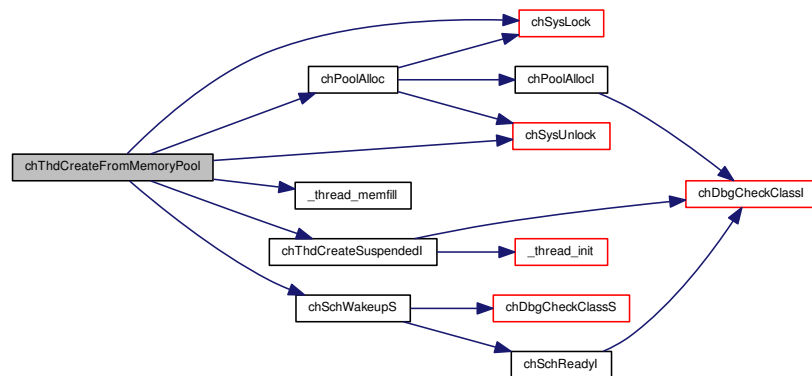 chSysLock
chPoolAlloc
chPoolAllocI
chSysUnlock
chThdCreateFromMemoryPool
_thread_memfill
chDbgCheckClassI
chThdCreateSuspendedI
_thread_init
chSchWakeupS
chDbgCheckClassS
chSchReadyI